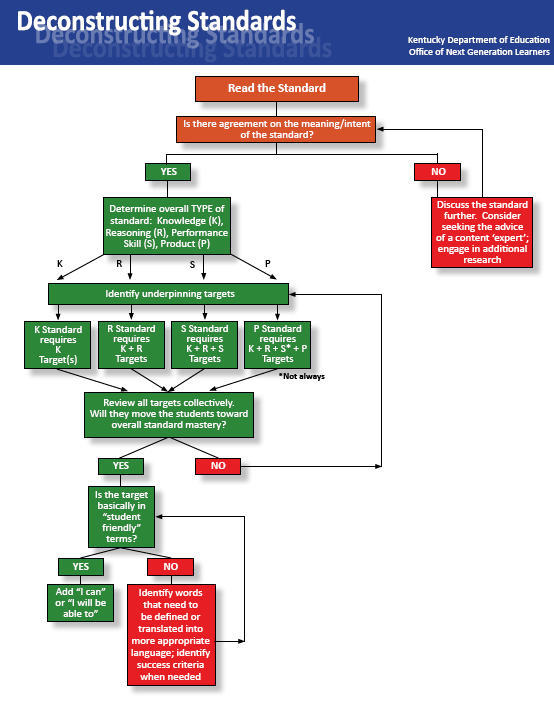 Deconstructing Standards
Deconstructing Standards
Deconstructing Standards
Kentucky Department of Education
Office of Next Generation Learners
Read the Standard
Is there agreement on the meaning/intent
of the standard?
YES
NO
Determine overall TYPE of
standard: Knowledge (K),
Reasoning (R), Performance
Skill (S), Product (P)
Discuss the standard
further. Consider
seeking the advice
of a content ‘expert’;
engage in additional
research
K
R
S
P
Identify underpinning targets
K Standard
requires
K
Target(s)
R Standard
requires
K + R
Targets
S Standard
requires
K + R + S
Targets
P Standard
requires
K + R + S* + P
Targets
*Not always
Review all targets collectively.
Will they move the students toward
overall standard mastery?
YES
NO
Is the target
basically in
“student
friendly”
terms?
YES
NO
Add “I can”
or “I will be
able to”
Identify words
that need to
be defined or
translated into
more appropriate
language; identify
success criteria
when needed